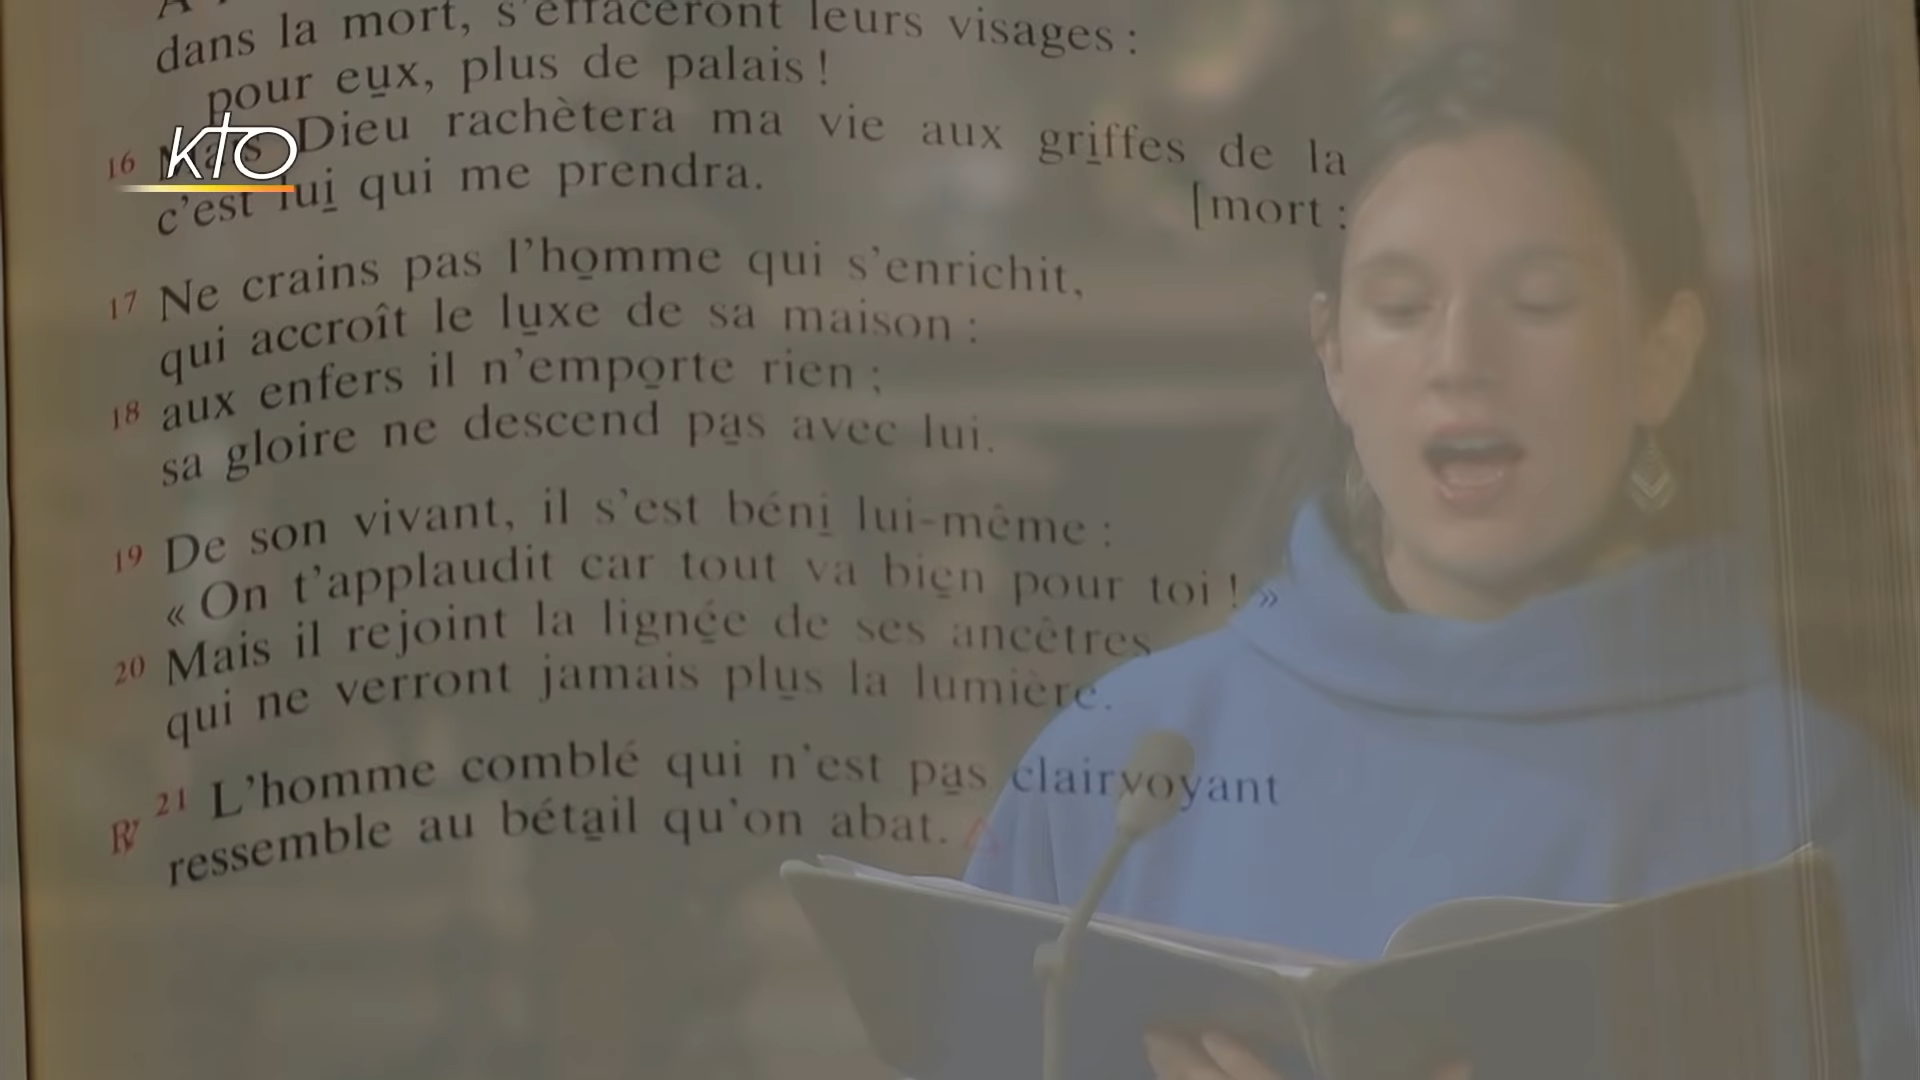 dans la mort, s'effaceront leurs visages :
pour eux, plus de palais !
16 Mais Dieu rachètera ma vie aux griffes de la
[mort :
c'est lui qui me prendra.
17 Ne crains pas l'homme qui s'enrichit,
qui accroît le luxe de sa maison :
18 aux enfers il n'emporte rien ;
sa gloire ne descend pas avec lui.
19 De son vivant, il s'est béni lui-même :
« On t'applaudit car tout va bien pour toi ! »
20 Mais il rejoint la lignée de ses ancêtres
qui ne verront jamais plus la lumière.
21 L'homme comblé qui n'est pas clairvoyant
℟ ressemble au bétail qu'on abat.
KTO